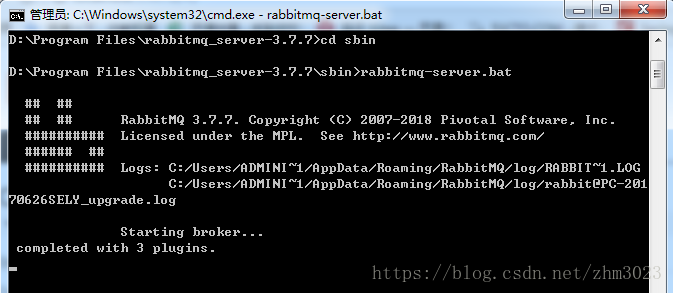 管理员: C:\Windows\system32\cmd.exe - rabbitmq-server.bat
D:\Program Files\rabbitmq_server-3.7.7>cd sbin
D:\Program Files\rabbitmq_server-3.7.7\sbin>rabbitmq-server.bat
  ##  ##
  ##  ##      RabbitMQ 3.7.7. Copyright (C) 2007-2018 Pivotal Software, Inc.
  ##########  Licensed under the MPL.  See http://www.rabbitmq.com/
  ######  ##
  ##########  Logs: C:/Users/ADMINI~1/AppData/Roaming/RabbitMQ/log/RABBIT~1.LOG
                    C:/Users/ADMINI~1/AppData/Roaming/RabbitMQ/log/rabbit@PC-201
70626SELY_upgrade.log
              Starting broker...
 completed with 3 plugins.
https://blog.csdn.net/zhm3023